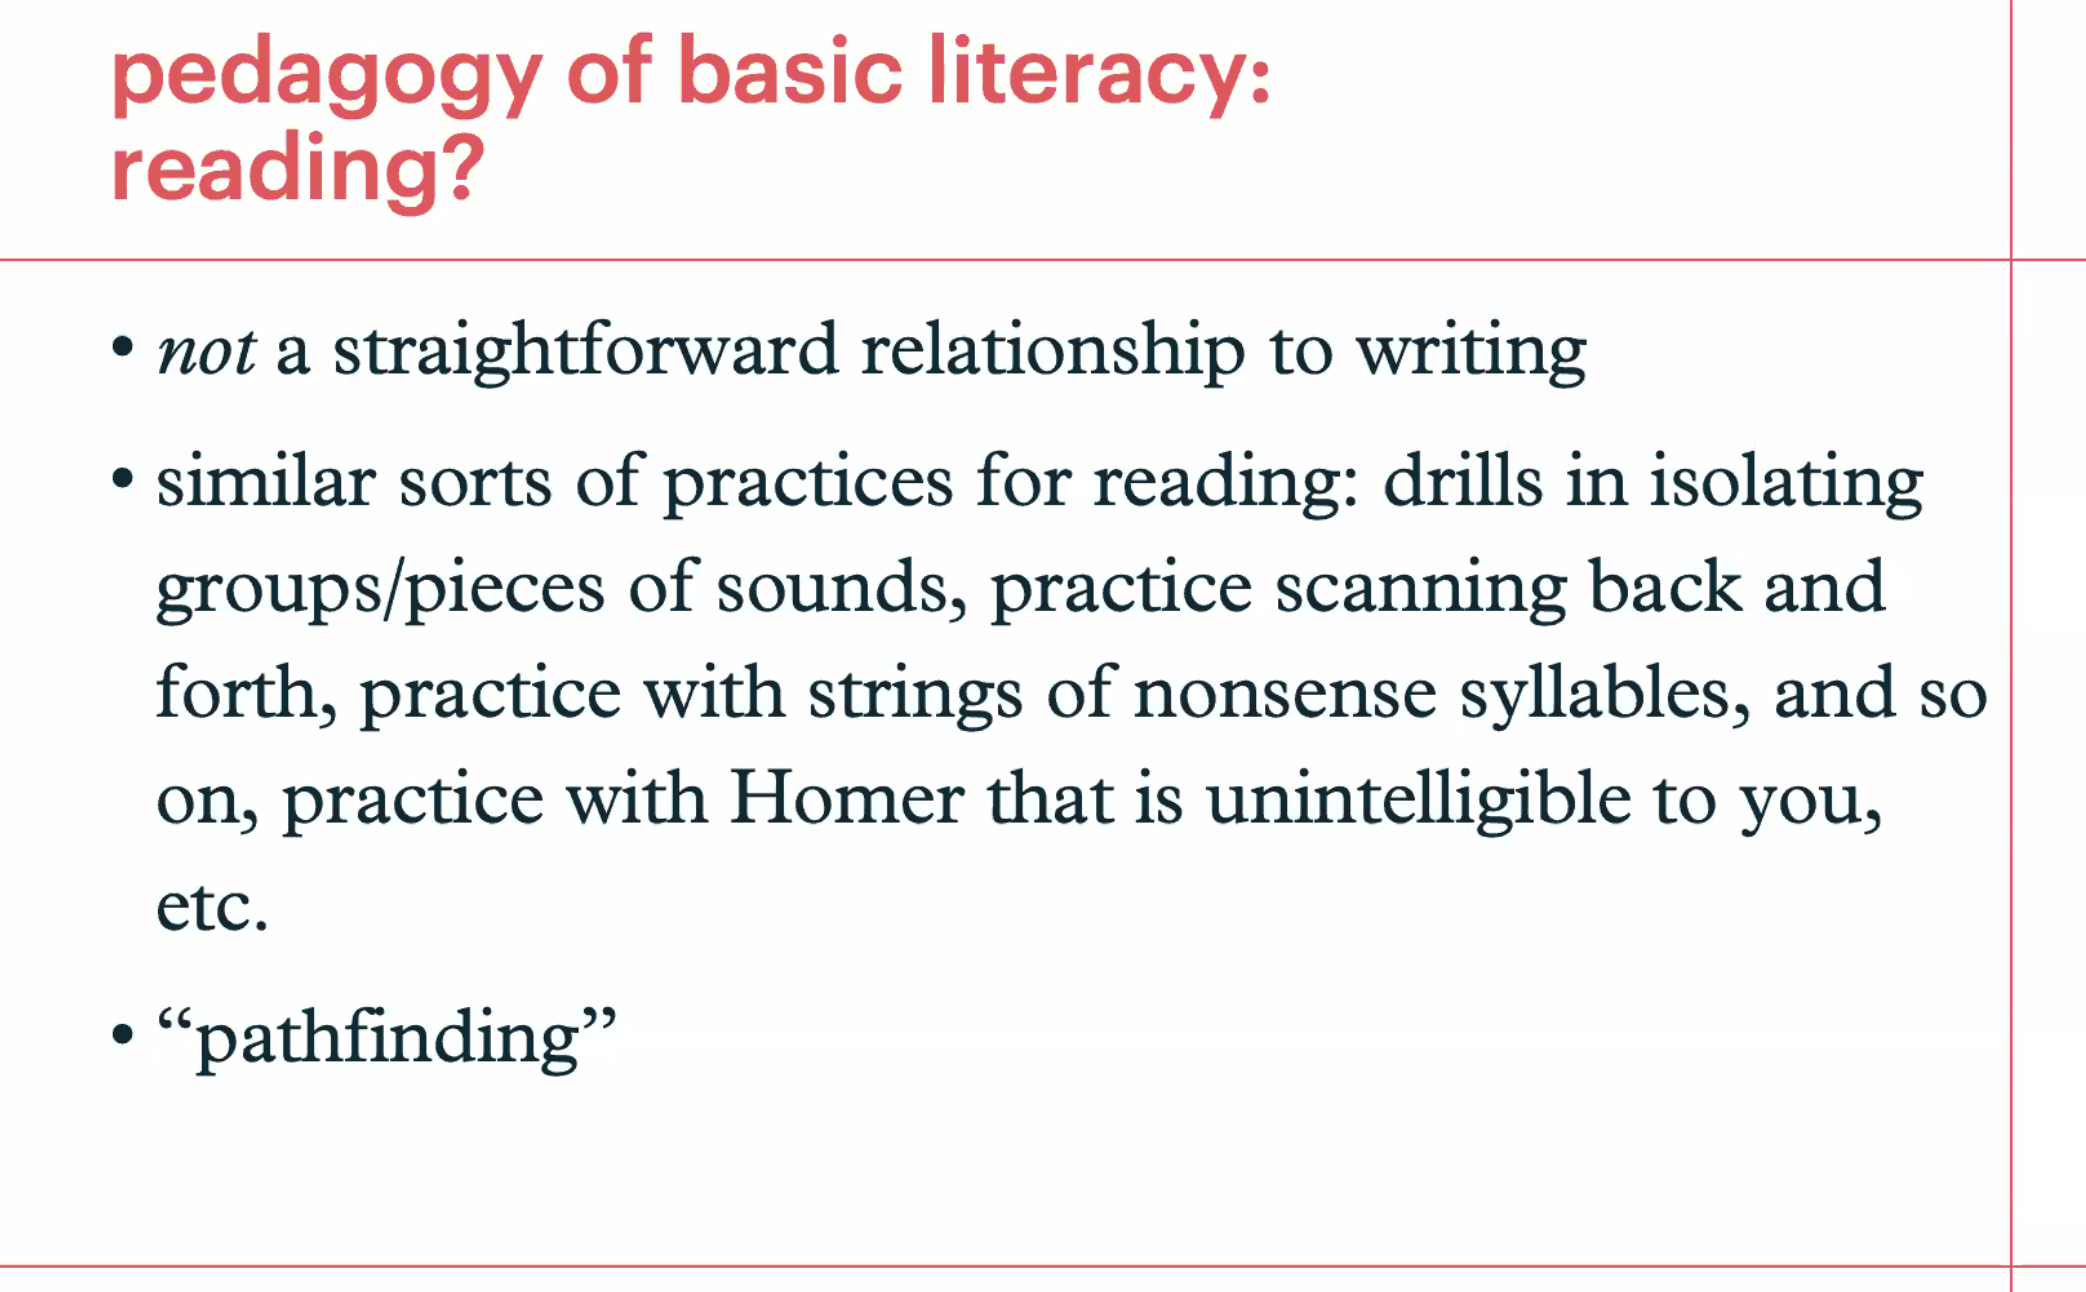 pedagogy of basic literacy:
reading?
• not a straightforward relationship to writing
• similar sorts of practices for reading: drills in isolating
groups/pieces of sounds, practice scanning back and
forth, practice with strings of nonsense syllables, and so
on, practice with Homer that is unintelligible to you,
etc.
• “pathfinding”